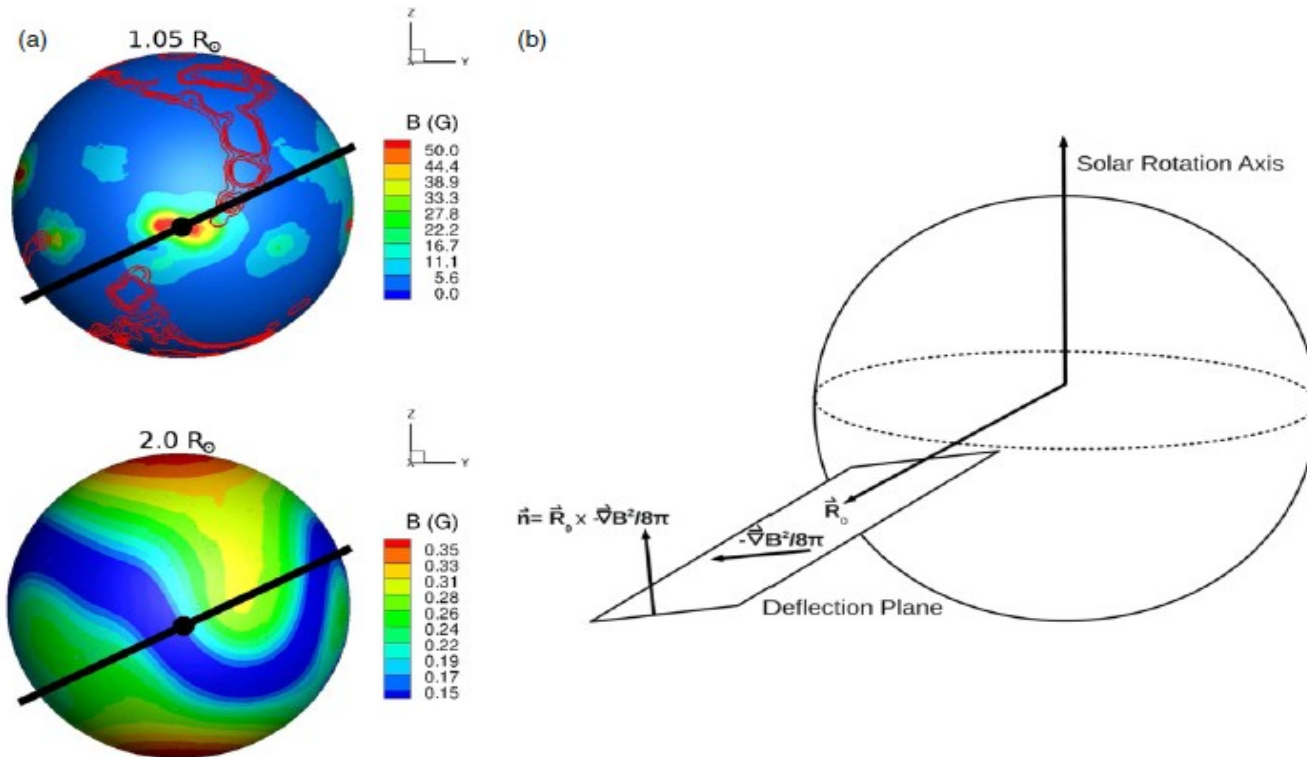 (a)
1.05 R⊙
Z
X
Y
B (G)
50.0
44.4
38.9
33.3
27.8
22.2
16.7
11.1
5.6
0.0
2.0 R⊙
Z
X
Y
B (G)
0.35
0.33
0.31
0.28
0.26
0.24
0.22
0.19
0.17
0.15
(b)
Solar Rotation Axis
R⃗₀
n⃗= R⃗₀ x -∇⃗B²/8π
-∇⃗B²/8π
Deflection Plane